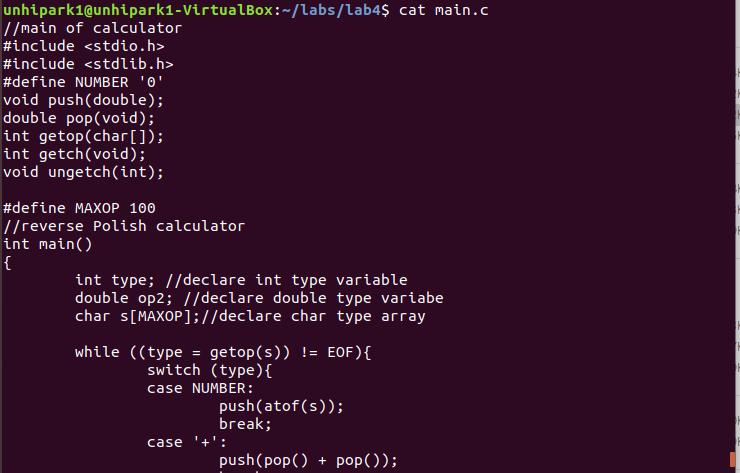 unhipark1@unhipark1-VirtualBox:~/labs/lab4$ cat main.c
//main of calculator
#include <stdio.h>
#include <stdlib.h>
#define NUMBER '0'
void push(double);
double pop(void);
int getop(char[]);
int getch(void);
void ungetch(int);

#define MAXOP 100
//reverse Polish calculator
int main()
{
        int type; //declare int type variable
        double op2; //declare double type variabe
        char s[MAXOP];//declare char type array

        while ((type = getop(s)) != EOF){
                switch (type){
                case NUMBER:
                        push(atof(s));
                        break;
                case '+':
                        push(pop() + pop());